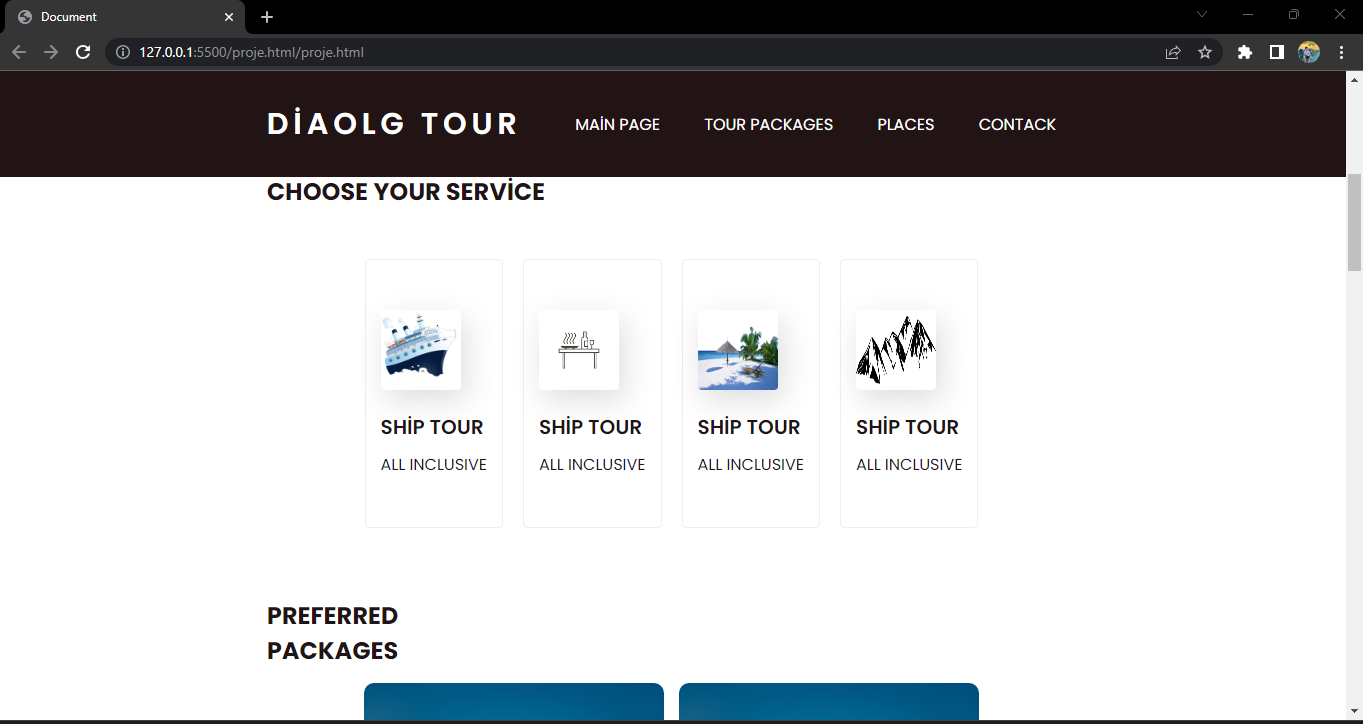 Document
127.0.0.1:5500/proje.html/proje.html
DİAOLG TOUR
MAİN PAGE
TOUR PACKAGES
PLACES
CONTACK
CHOOSE YOUR SERVİCE
SHİP TOUR
ALL INCLUSIVE
SHİP TOUR
ALL INCLUSIVE
SHİP TOUR
ALL INCLUSIVE
SHİP TOUR
ALL INCLUSIVE
PREFERRED
PACKAGES